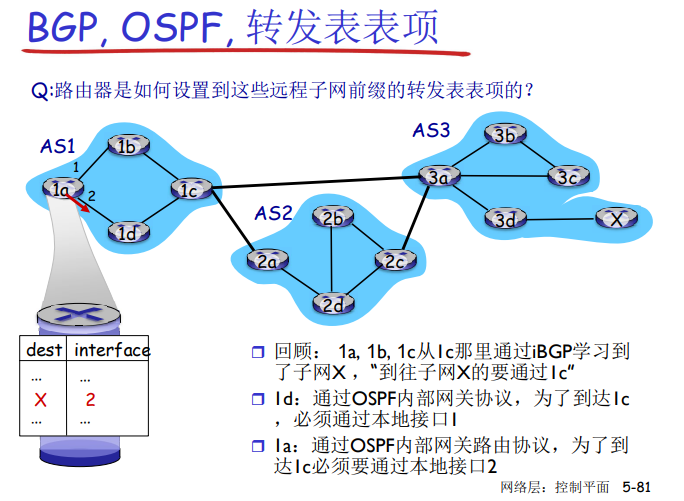 BGP, OSPF, 转发表表项
Q:路由器是如何设置到这些远程子网前缀的转发表表项的?
AS1
1b
1
1a
2
1c
1d
AS2
2b
2a
2c
2d
AS3
3b
3a
3c
3d
X
dest interface
... ...
X 2
... ...
回顾: 1a, 1b, 1c从1c那里通过iBGP学习到
了子网X ,“到往子网X的要通过1c”
1d: 通过OSPF内部网关协议, 为了到达1c
, 必须通过本地接口1
1a: 通过OSPF内部网关路由协议, 为了到
达1c必须要通过本地接口2
网络层: 控制平面 5-81